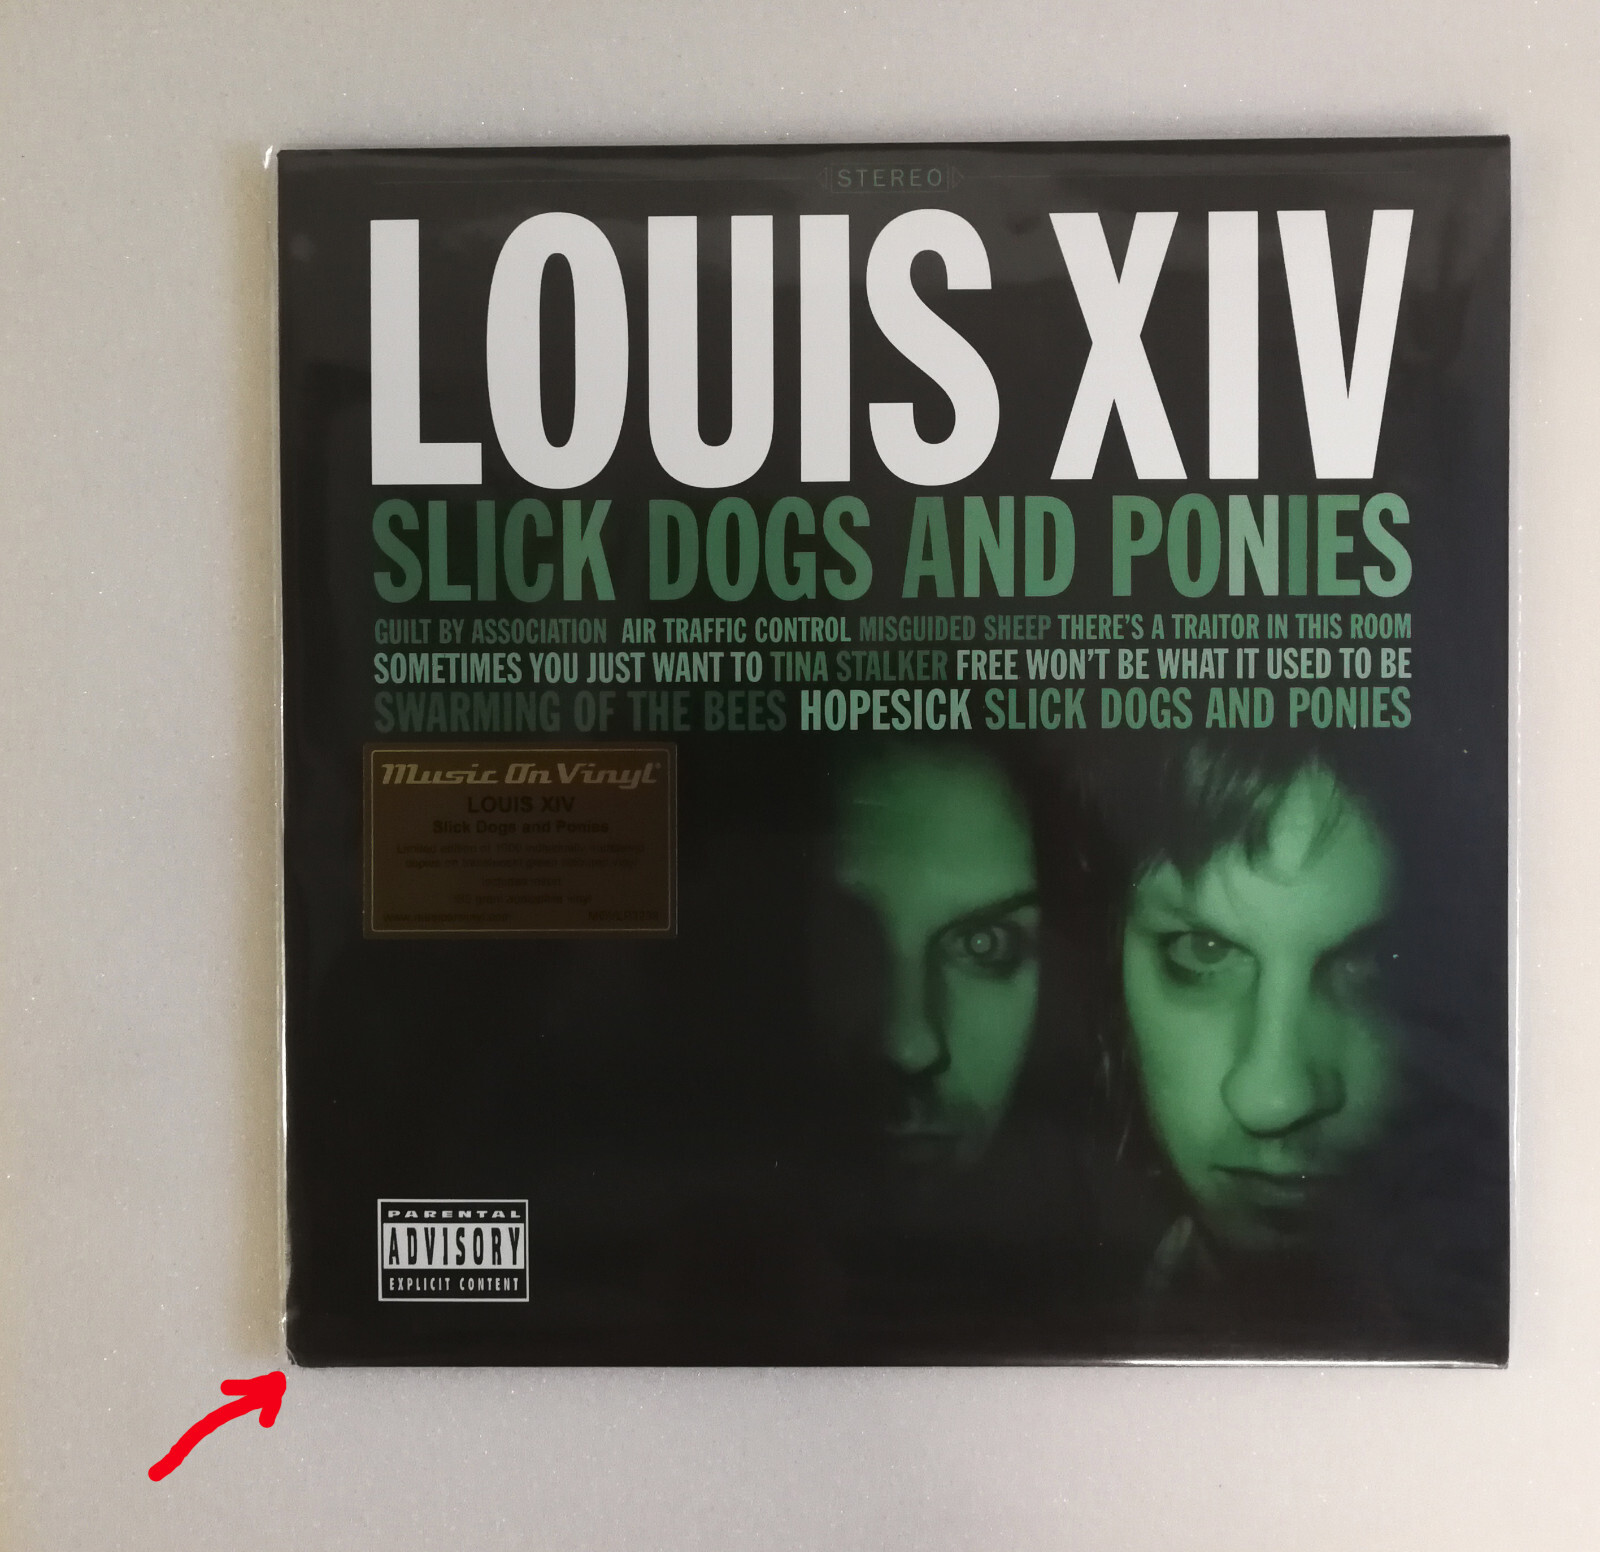 STEREO
LOUIS XIV
SLICK DOGS AND PONIES
GUILT BY ASSOCIATION AIR TRAFFIC CONTROL MISGUIDED SHEEP THERE'S A TRAITOR IN THIS ROOM
SOMETIMES YOU JUST WANT TO TINA STALKER FREE WON'T BE WHAT IT USED TO BE
SWARMING OF THE BEES HOPESICK SLICK DOGS AND PONIES
Music On Vinyl
LOUIS XIV
Slick Dogs and Ponies
Limited edition of
PARENTAL
ADVISORY
EXPLICIT CONTENT